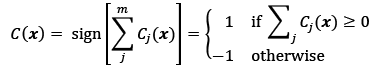 C(x) = sign[∑_j^m C_j(x)] = { 1 if ∑_j C_j(x) ≥ 0
−1 otherwise